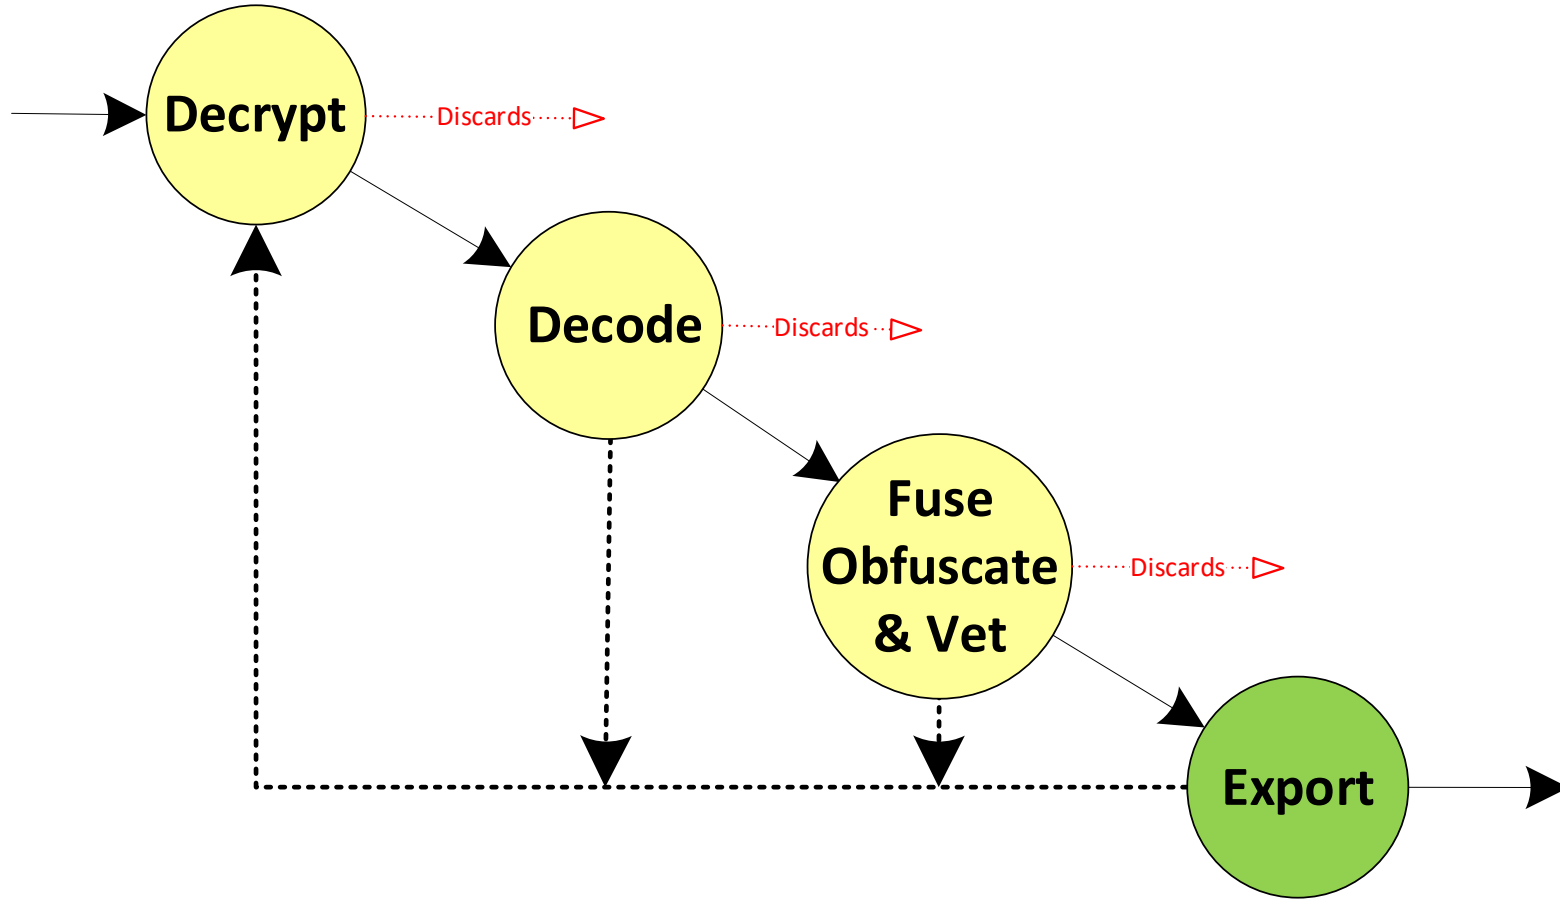 Decrypt
Discards
Decode
Discards
Fuse
Obfuscate
& Vet
Discards
Export